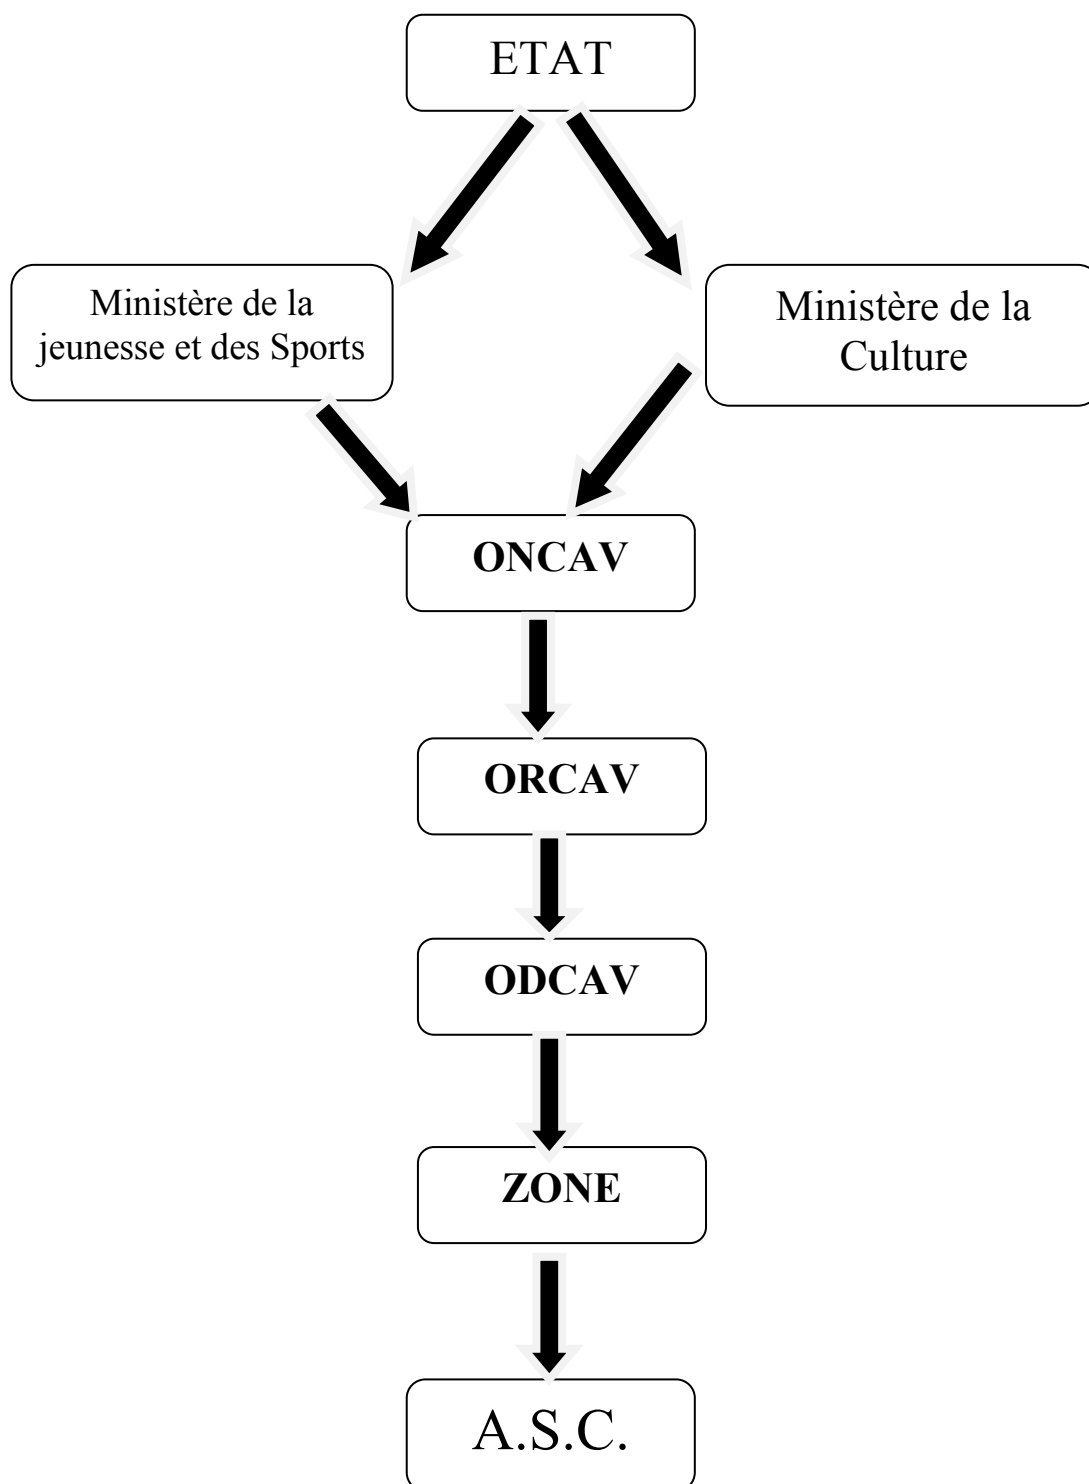 ETAT
Ministère de la
jeunesse et des Sports
Ministère de la
Culture
ONCAV
ORCAV
ODCAV
ZONE
A.S.C.